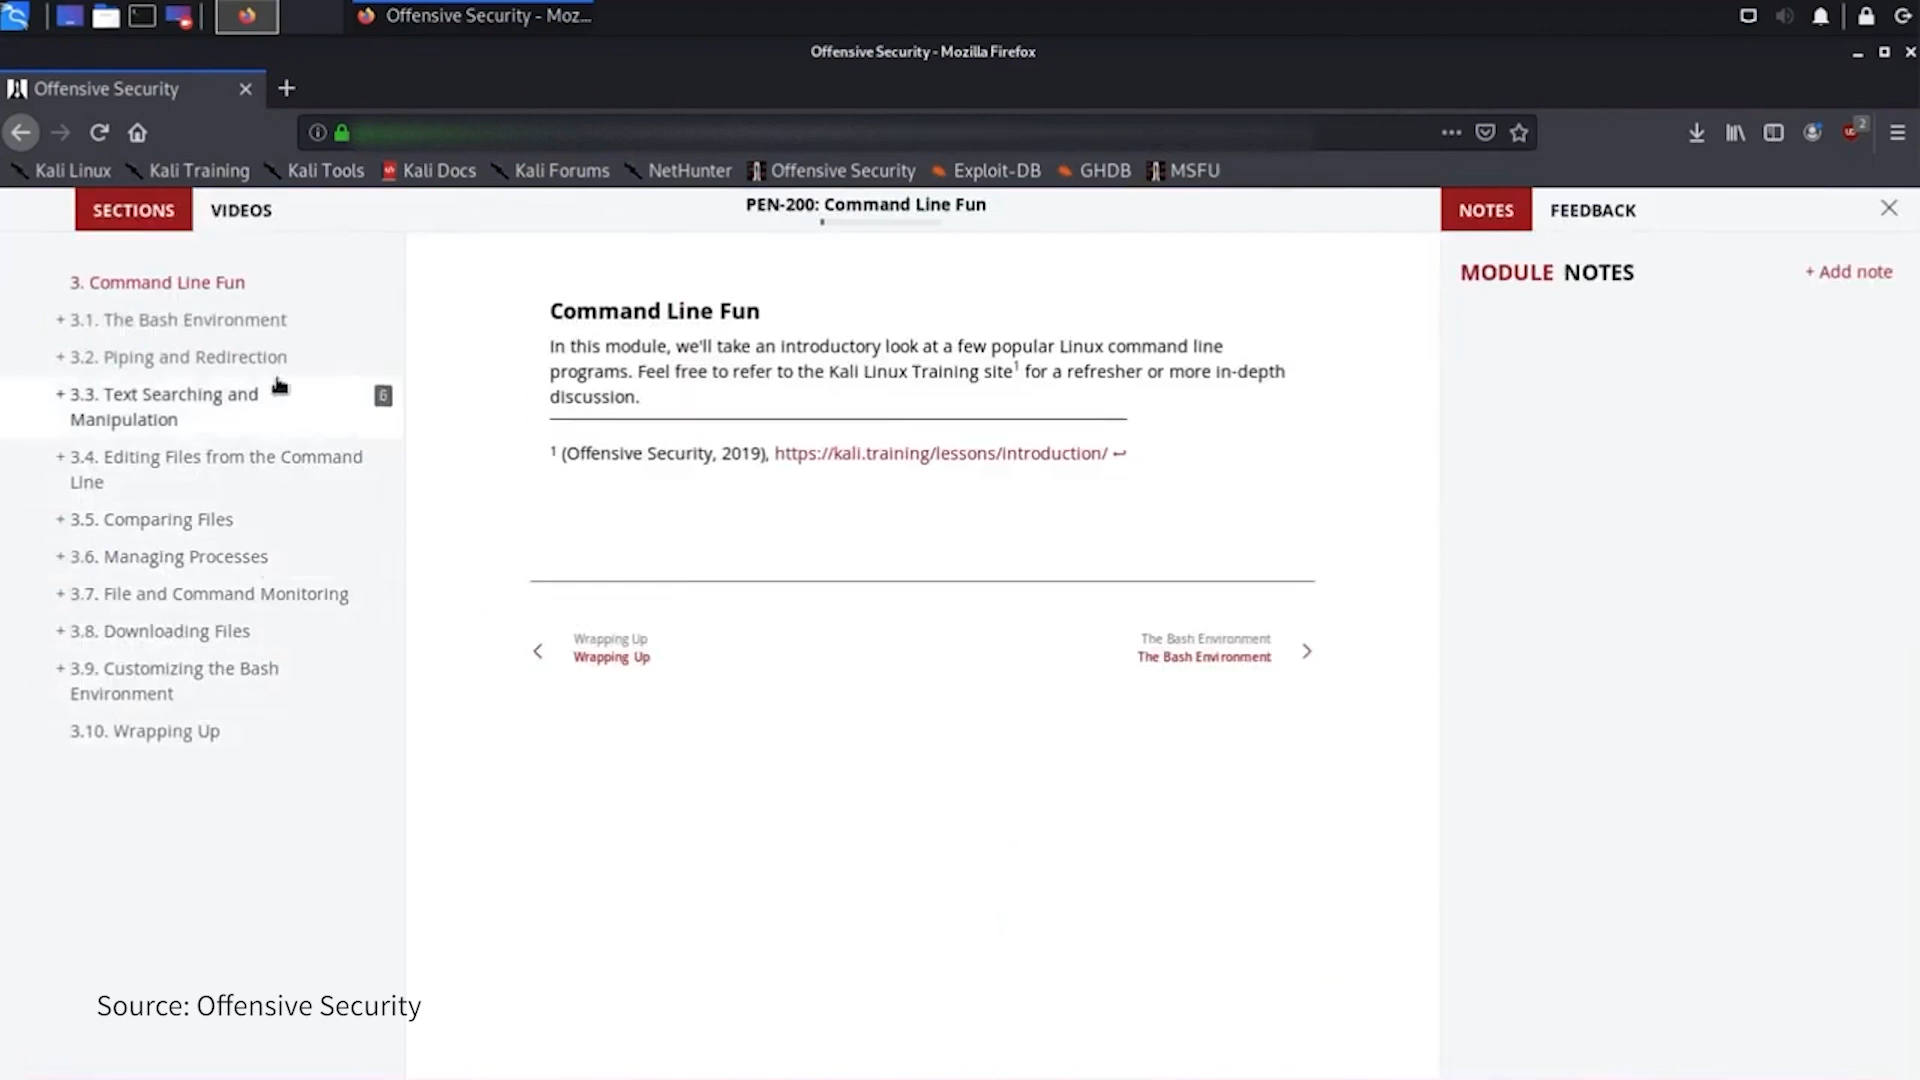 Offensive Security - Moz...
Offensive Security - Mozilla Firefox
Offensive Security
2
Kali Linux
Kali Training
Kali Tools
Kali Docs
Kali Forums
NetHunter
Offensive Security
Exploit-DB
GHDB
MSFU
SECTIONS
VIDEOS
PEN-200: Command Line Fun
NOTES
FEEDBACK
3. Command Line Fun
+ 3.1. The Bash Environment
+ 3.2. Piping and Redirection
+ 3.3. Text Searching and
Manipulation
6
+ 3.4. Editing Files from the Command
Line
+ 3.5. Comparing Files
+ 3.6. Managing Processes
+ 3.7. File and Command Monitoring
+ 3.8. Downloading Files
+ 3.9. Customizing the Bash
Environment
3.10. Wrapping Up
Command Line Fun
In this module, we'll take an introductory look at a few popular Linux command line
programs. Feel free to refer to the Kali Linux Training site¹ for a refresher or more in-depth
discussion.
¹ (Offensive Security, 2019), https://kali.training/lessons/introduction/ ↩
Wrapping Up
Wrapping Up
The Bash Environment
The Bash Environment
MODULE NOTES
+ Add note
Source: Offensive Security